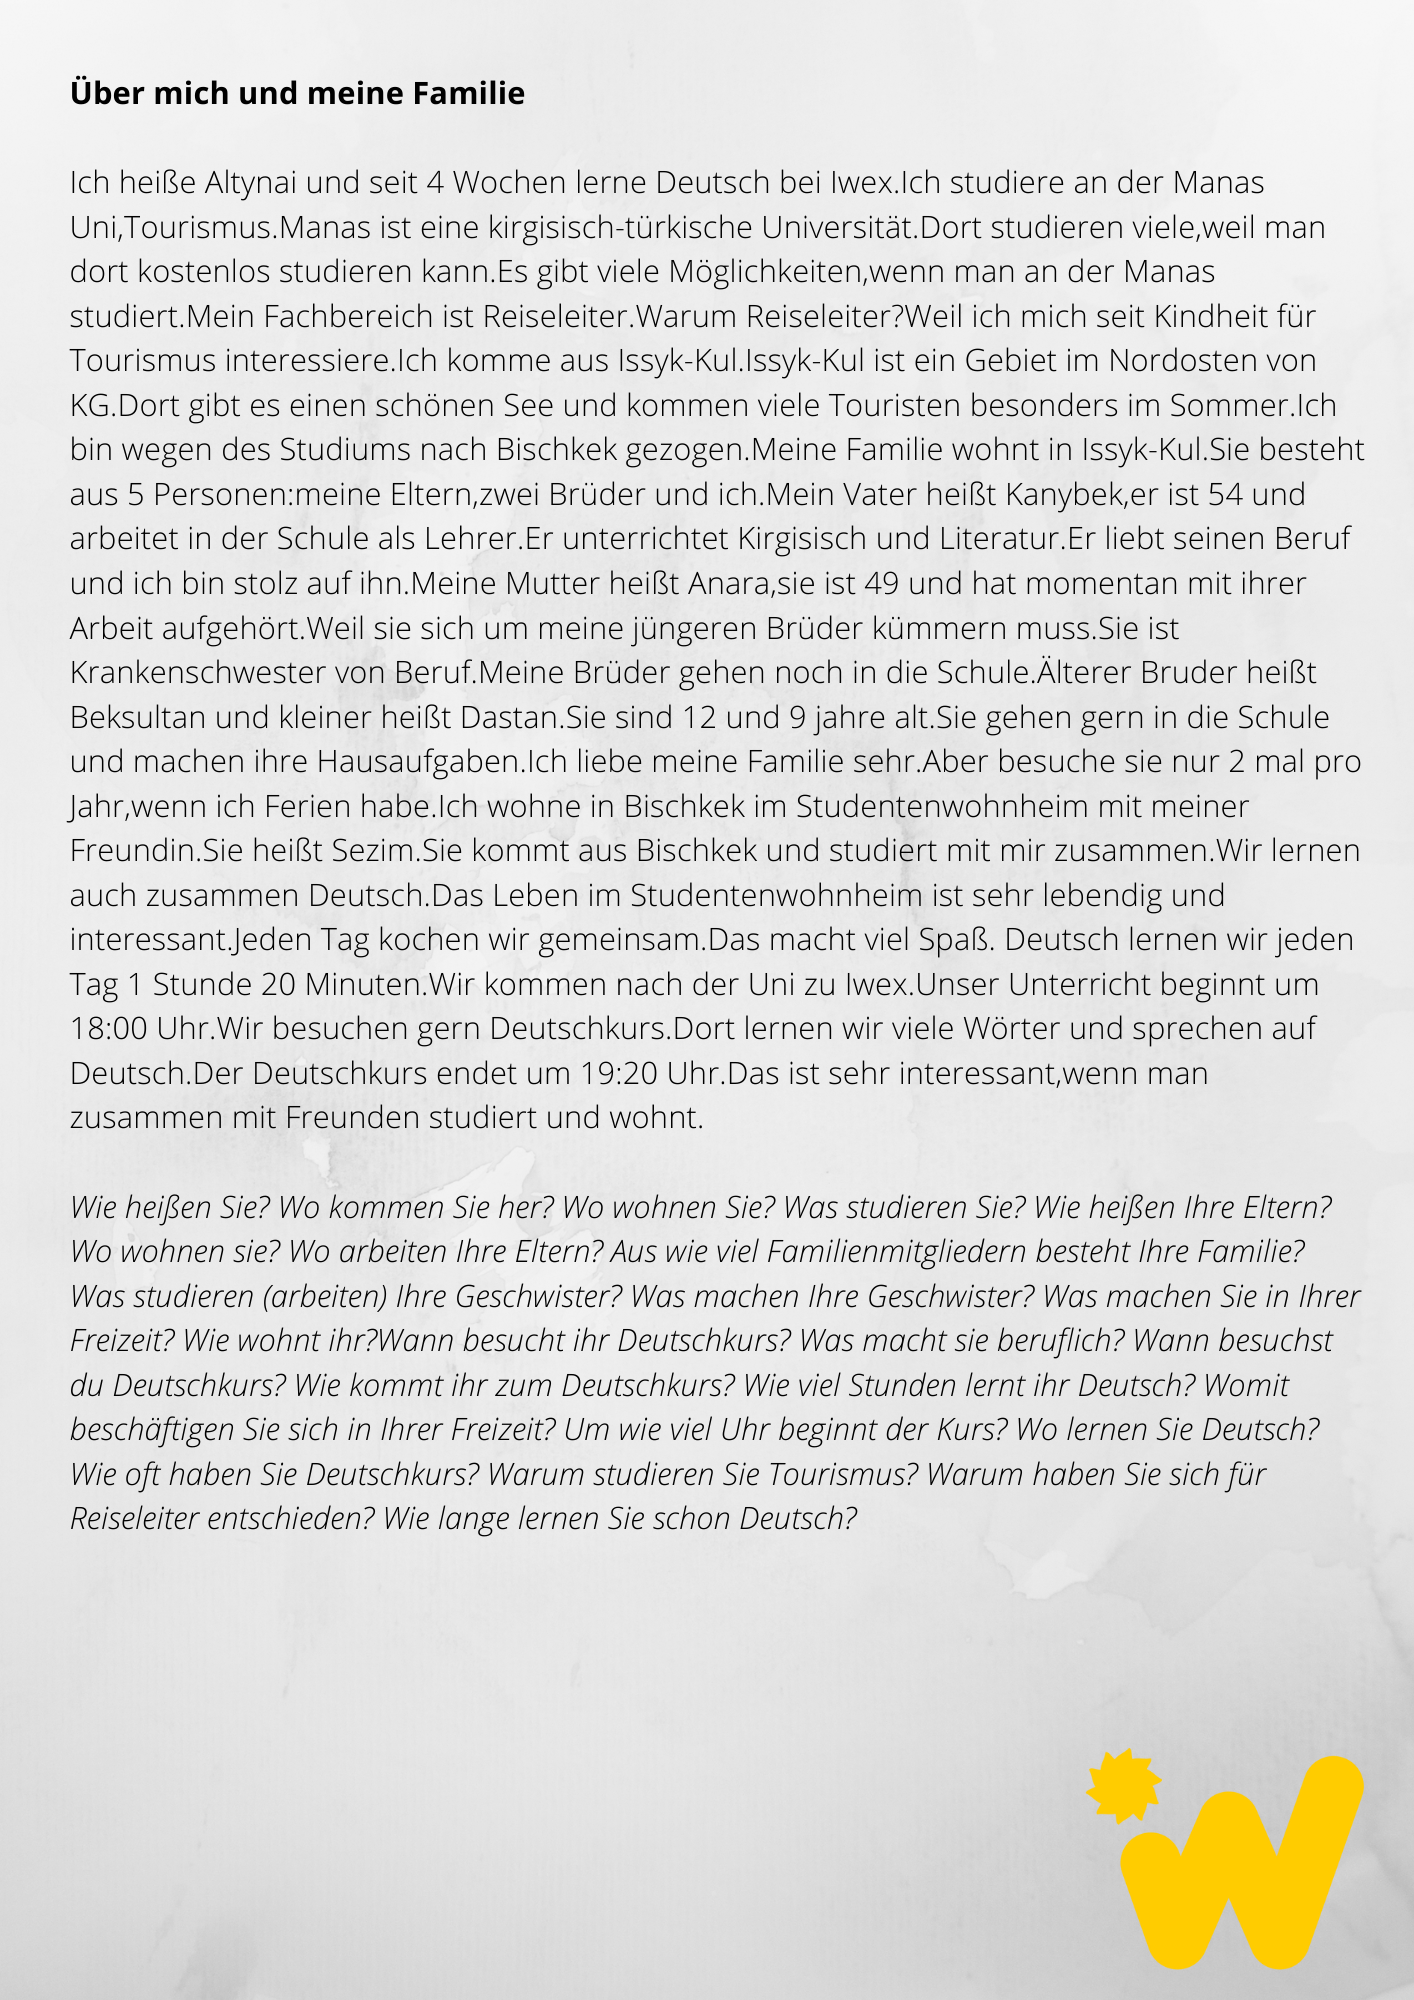 Über mich und meine Familie
Ich heiße Altynai und seit 4 Wochen lerne Deutsch bei Iwex.Ich studiere an der Manas
Uni,Tourismus.Manas ist eine kirgisisch-türkische Universität.Dort studieren viele,weil man
dort kostenlos studieren kann.Es gibt viele Möglichkeiten,wenn man an der Manas
studiert.Mein Fachbereich ist Reiseleiter.Warum Reiseleiter?Weil ich mich seit Kindheit für
Tourismus interessiere.Ich komme aus Issyk-Kul.Issyk-Kul ist ein Gebiet im Nordosten von
KG.Dort gibt es einen schönen See und kommen viele Touristen besonders im Sommer.Ich
bin wegen des Studiums nach Bischkek gezogen.Meine Familie wohnt in Issyk-Kul.Sie besteht
aus 5 Personen:meine Eltern,zwei Brüder und ich.Mein Vater heißt Kanybek,er ist 54 und
arbeitet in der Schule als Lehrer.Er unterrichtet Kirgisisch und Literatur.Er liebt seinen Beruf
und ich bin stolz auf ihn.Meine Mutter heißt Anara,sie ist 49 und hat momentan mit ihrer
Arbeit aufgehört.Weil sie sich um meine jüngeren Brüder kümmern muss.Sie ist
Krankenschwester von Beruf.Meine Brüder gehen noch in die Schule.Älterer Bruder heißt
Beksultan und kleiner heißt Dastan.Sie sind 12 und 9 jahre alt.Sie gehen gern in die Schule
und machen ihre Hausaufgaben.Ich liebe meine Familie sehr.Aber besuche sie nur 2 mal pro
Jahr,wenn ich Ferien habe.Ich wohne in Bischkek im Studentenwohnheim mit meiner
Freundin.Sie heißt Sezim.Sie kommt aus Bischkek und studiert mit mir zusammen.Wir lernen
auch zusammen Deutsch.Das Leben im Studentenwohnheim ist sehr lebendig und
interessant.Jeden Tag kochen wir gemeinsam.Das macht viel Spaß. Deutsch lernen wir jeden
Tag 1 Stunde 20 Minuten.Wir kommen nach der Uni zu Iwex.Unser Unterricht beginnt um
18:00 Uhr.Wir besuchen gern Deutschkurs.Dort lernen wir viele Wörter und sprechen auf
Deutsch.Der Deutschkurs endet um 19:20 Uhr.Das ist sehr interessant,wenn man
zusammen mit Freunden studiert und wohnt.
Wie heißen Sie? Wo kommen Sie her? Wo wohnen Sie? Was studieren Sie? Wie heißen Ihre Eltern?
Wo wohnen sie? Wo arbeiten Ihre Eltern? Aus wie viel Familienmitgliedern besteht Ihre Familie?
Was studieren (arbeiten) Ihre Geschwister? Was machen Ihre Geschwister? Was machen Sie in Ihrer
Freizeit? Wie wohnt ihr?Wann besucht ihr Deutschkurs? Was macht sie beruflich? Wann besuchst
du Deutschkurs? Wie kommt ihr zum Deutschkurs? Wie viel Stunden lernt ihr Deutsch? Womit
beschäftigen Sie sich in Ihrer Freizeit? Um wie viel Uhr beginnt der Kurs? Wo lernen Sie Deutsch?
Wie oft haben Sie Deutschkurs? Warum studieren Sie Tourismus? Warum haben Sie sich für
Reiseleiter entschieden? Wie lange lernen Sie schon Deutsch?